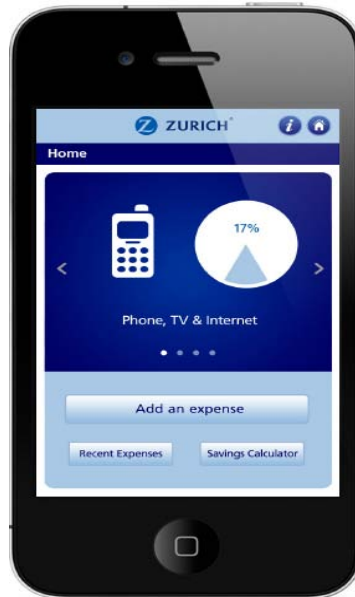 ZURICH®
Home
17%
Phone, TV & Internet
Add an expense
Recent Expenses
Savings Calculator